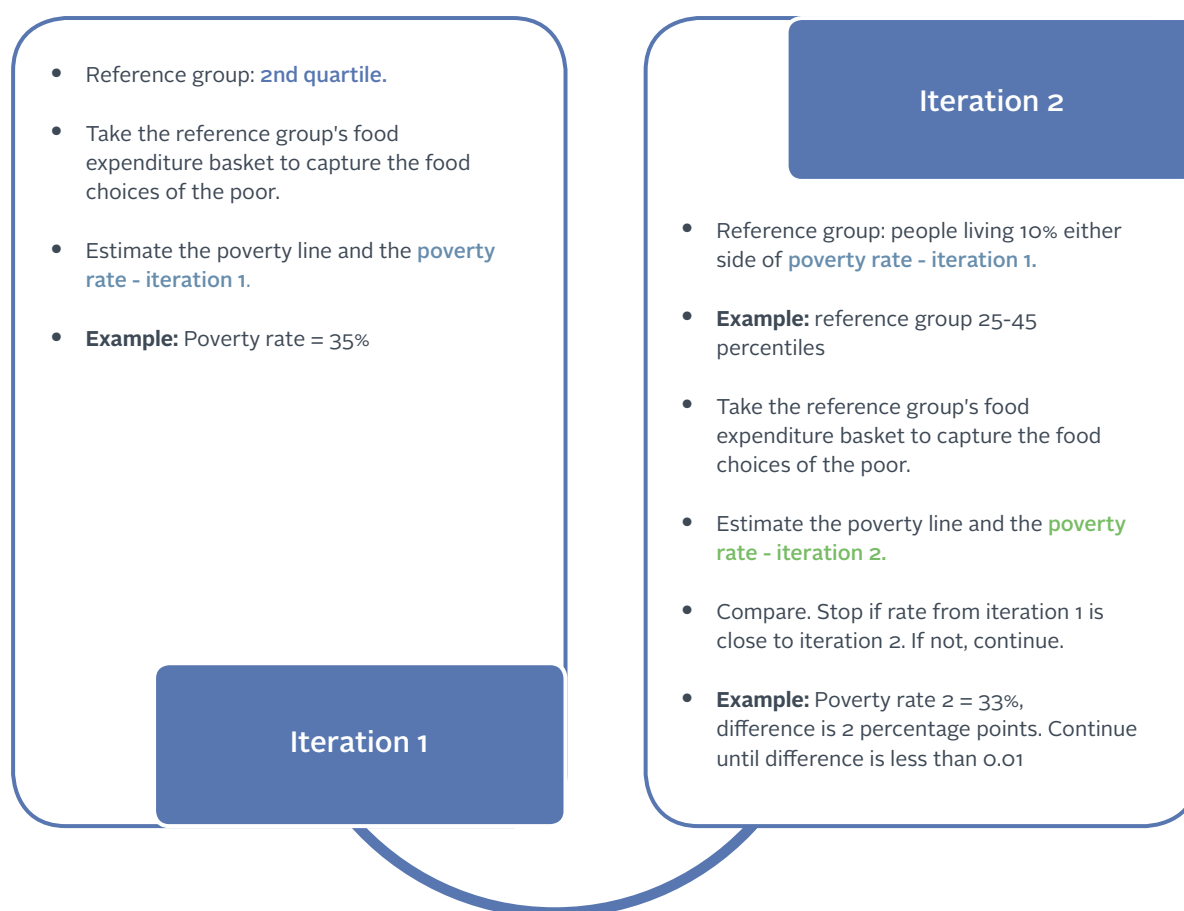 • Reference group: 2nd quartile.
• Take the reference group's food
expenditure basket to capture the food
choices of the poor.
• Estimate the poverty line and the poverty
rate - iteration 1.
• Example: Poverty rate = 35%
Iteration 1
Iteration 2
• Reference group: people living 10% either
side of poverty rate - iteration 1.
• Example: reference group 25-45
percentiles
• Take the reference group's food
expenditure basket to capture the food
choices of the poor.
• Estimate the poverty line and the poverty
rate - iteration 2.
• Compare. Stop if rate from iteration 1 is
close to iteration 2. If not, continue.
• Example: Poverty rate 2 = 33%,
difference is 2 percentage points. Continue
until difference is less than 0.01